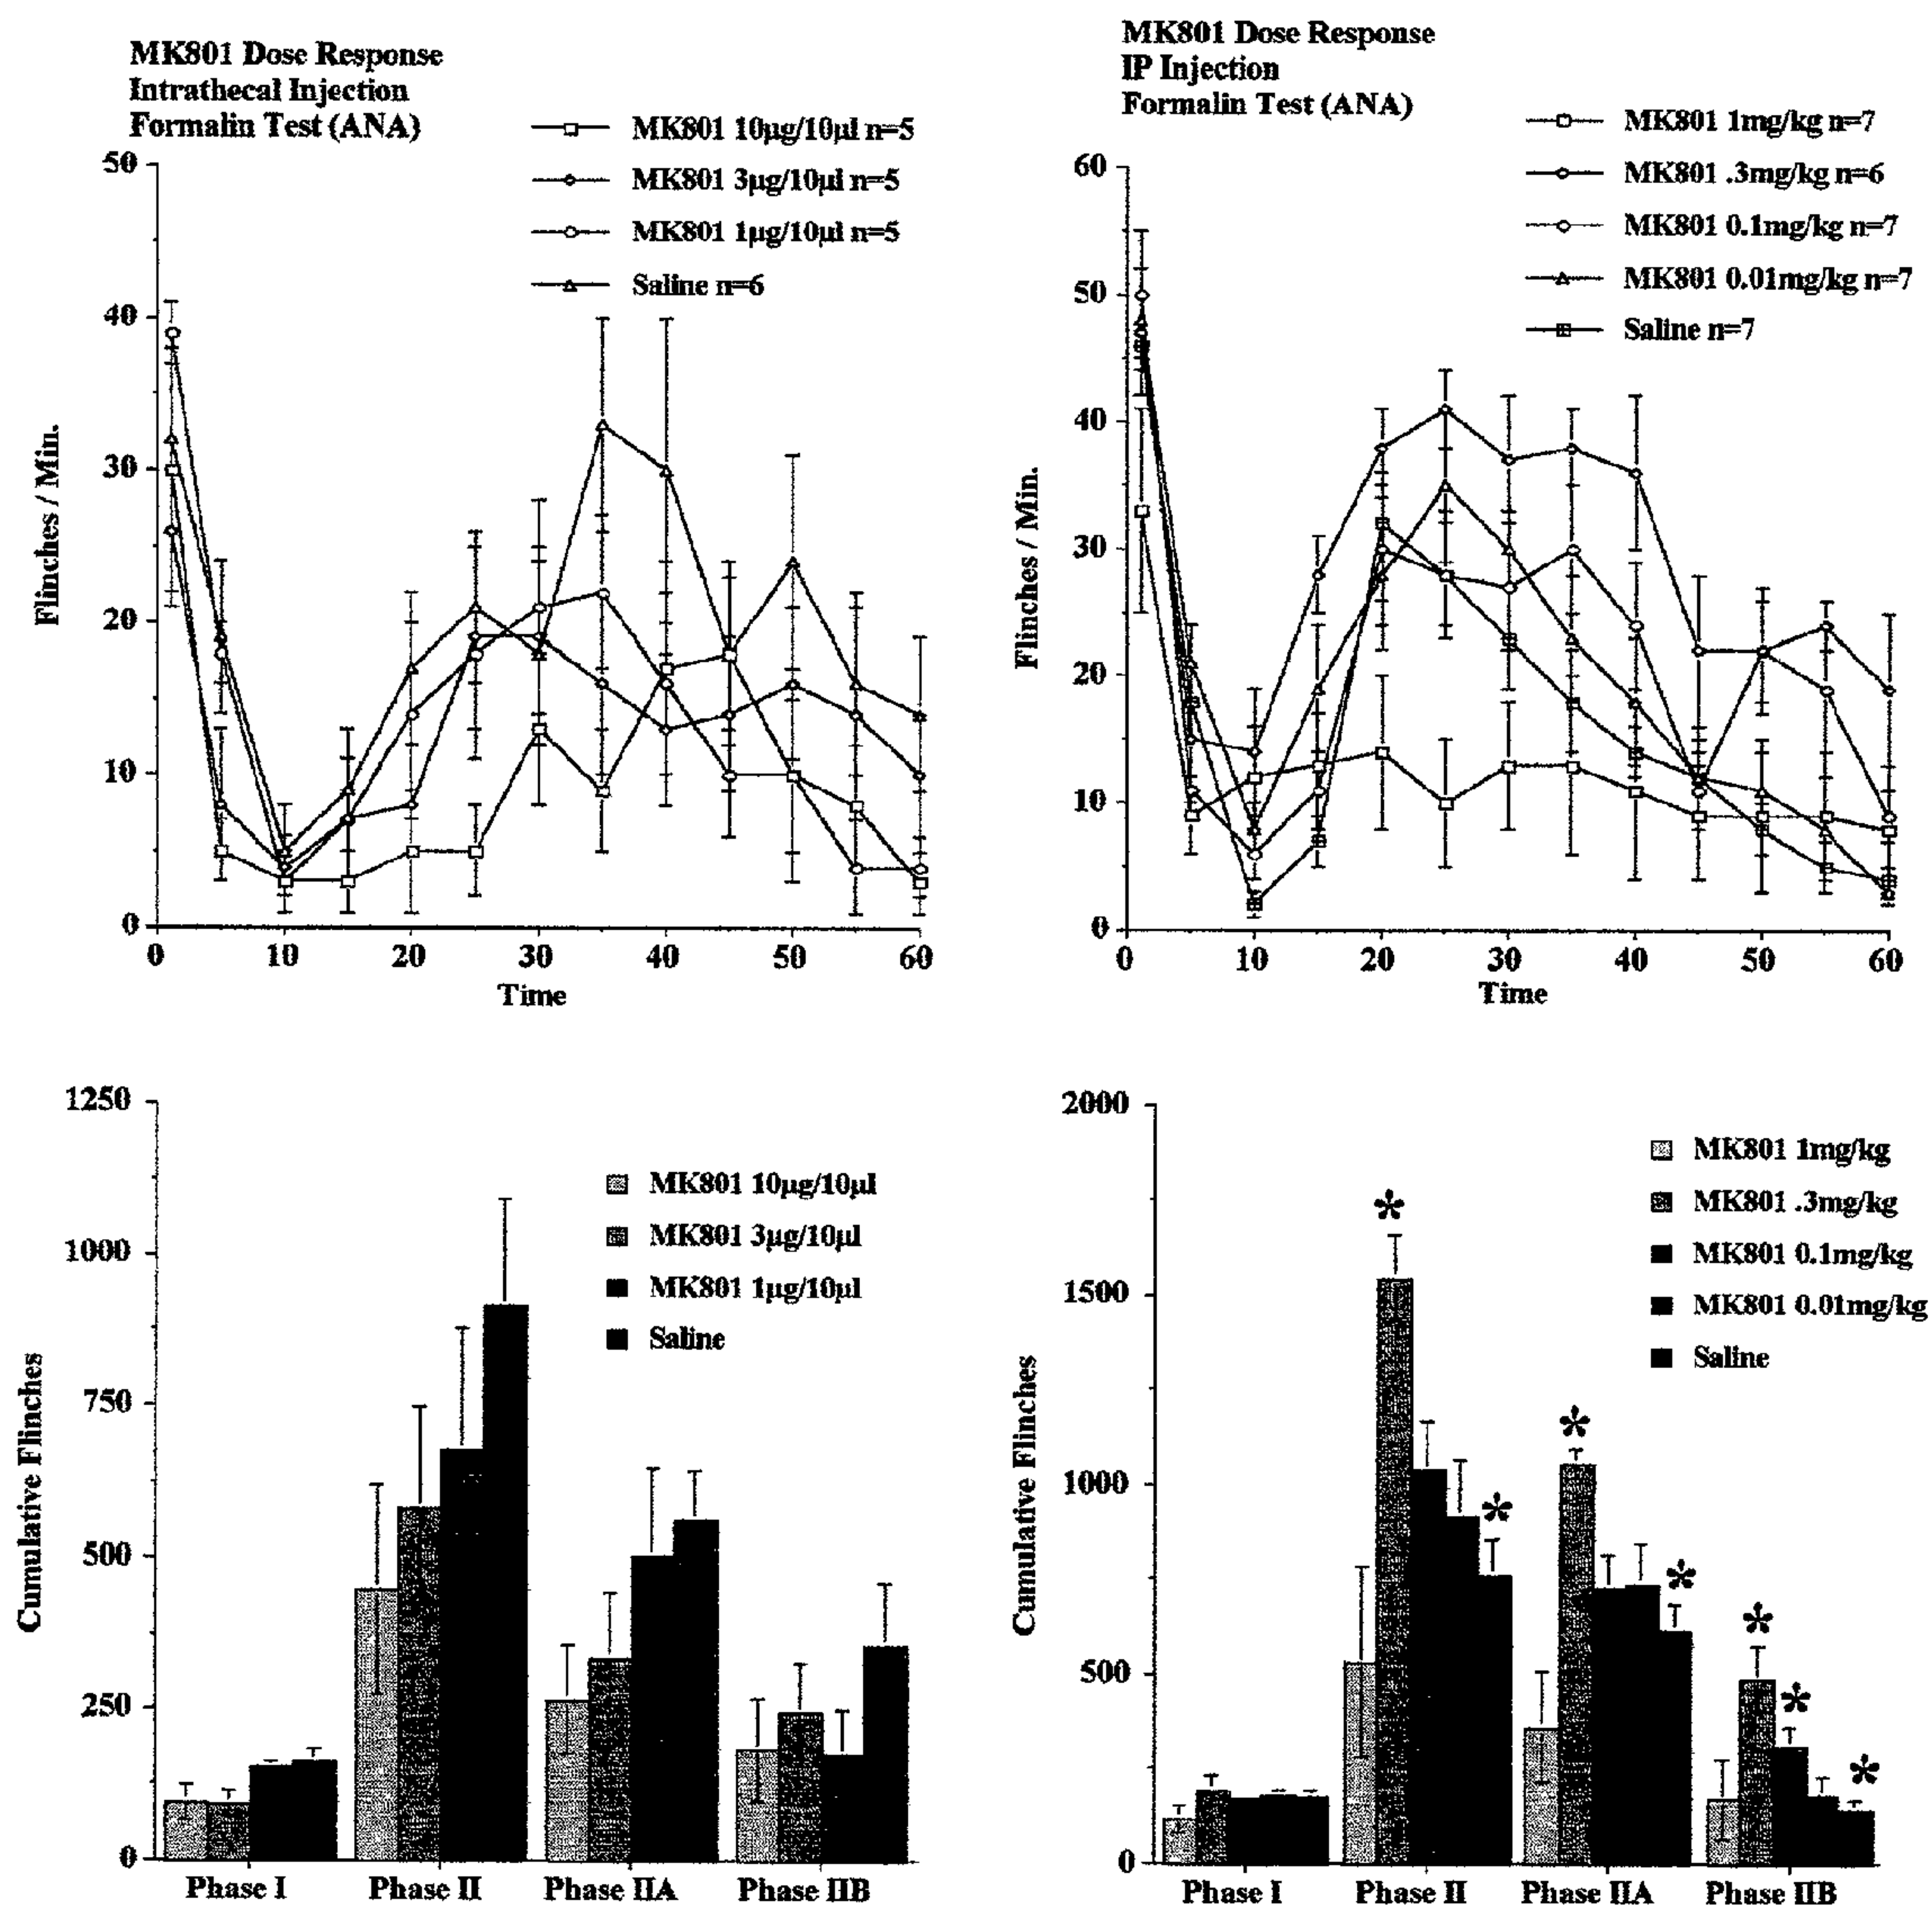 MK801 Dose Response
Intrathecal Injection
Formalin Test (ANA)
MK801 10µg/10µl n=5
MK801 3µg/10µl n=5
MK801 1µg/10µl n=5
Saline n=6
50
40
30
20
10
0
Flinches / Min.
0 10 20 30 40 50 60
Time
MK801 Dose Response
IP Injection
Formalin Test (ANA)
MK801 1mg/kg n=7
MK801 .3mg/kg n=6
MK801 0.1mg/kg n=7
MK801 0.01mg/kg n=7
Saline n=7
60
50
40
30
20
10
0
Flinches / Min.
0 10 20 30 40 50 60
Time
1250
1000
750
500
250
0
Cumulative Flinches
MK801 10µg/10µl
MK801 3µg/10µl
MK801 1µg/10µl
Saline
Phase I Phase II Phase IIA Phase IIB
2000
1500
1000
500
0
Cumulative Flinches
MK801 1mg/kg
MK801 .3mg/kg
MK801 0.1mg/kg
MK801 0.01mg/kg
Saline
*
*
*
*
*
*
*
Phase I Phase II Phase IIA Phase IIB